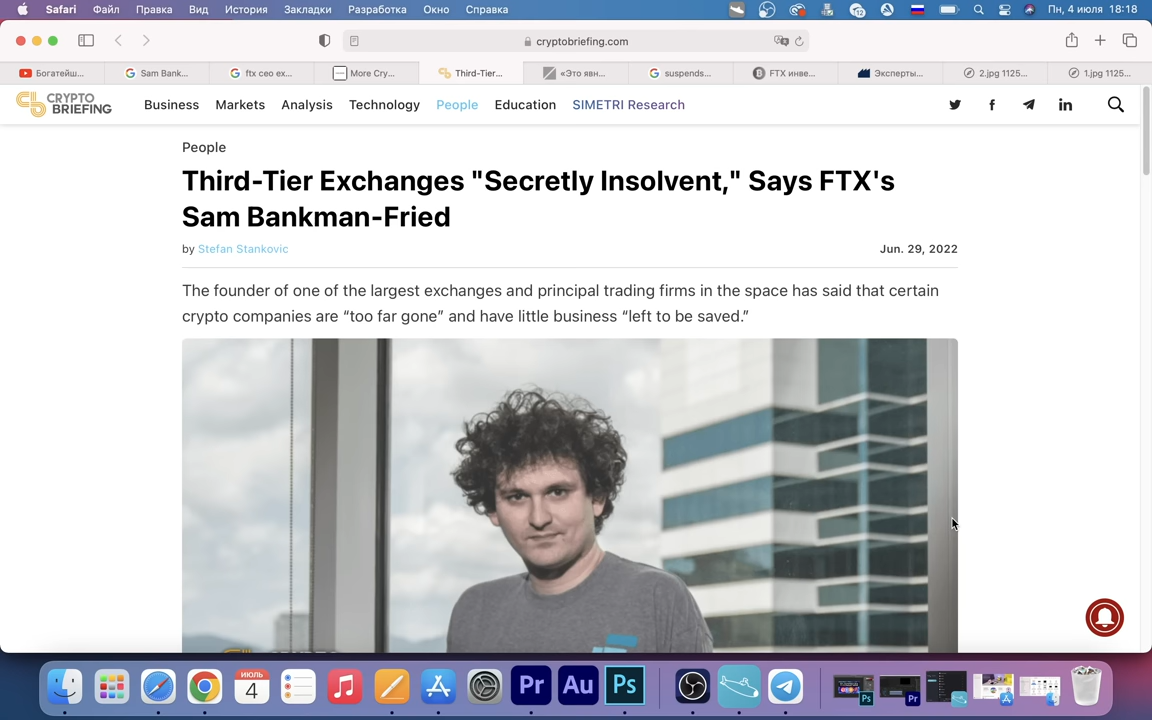 Safari Файл Правка Вид История Закладки Разработка Окно Справка
12
Пн, 4 июля 18:18
cryptobriefing.com
Богатейш...
Sam Bank...
ftx ceo ex...
More Cry...
Third-Tier...
«Это явн...
suspends...
FTX инве...
Эксперты...
2.jpg 1125...
1.jpg 1125...
CRYPTO
BRIEFING
Business Markets Analysis Technology People Education SIMETRI Research
People
Third-Tier Exchanges "Secretly Insolvent," Says FTX's
Sam Bankman-Fried
by Stefan Stankovic
Jun. 29, 2022
The founder of one of the largest exchanges and principal trading firms in the space has said that certain
crypto companies are “too far gone” and have little business “left to be saved.”
ИЮЛЬ
4
Pr
Au
Ps